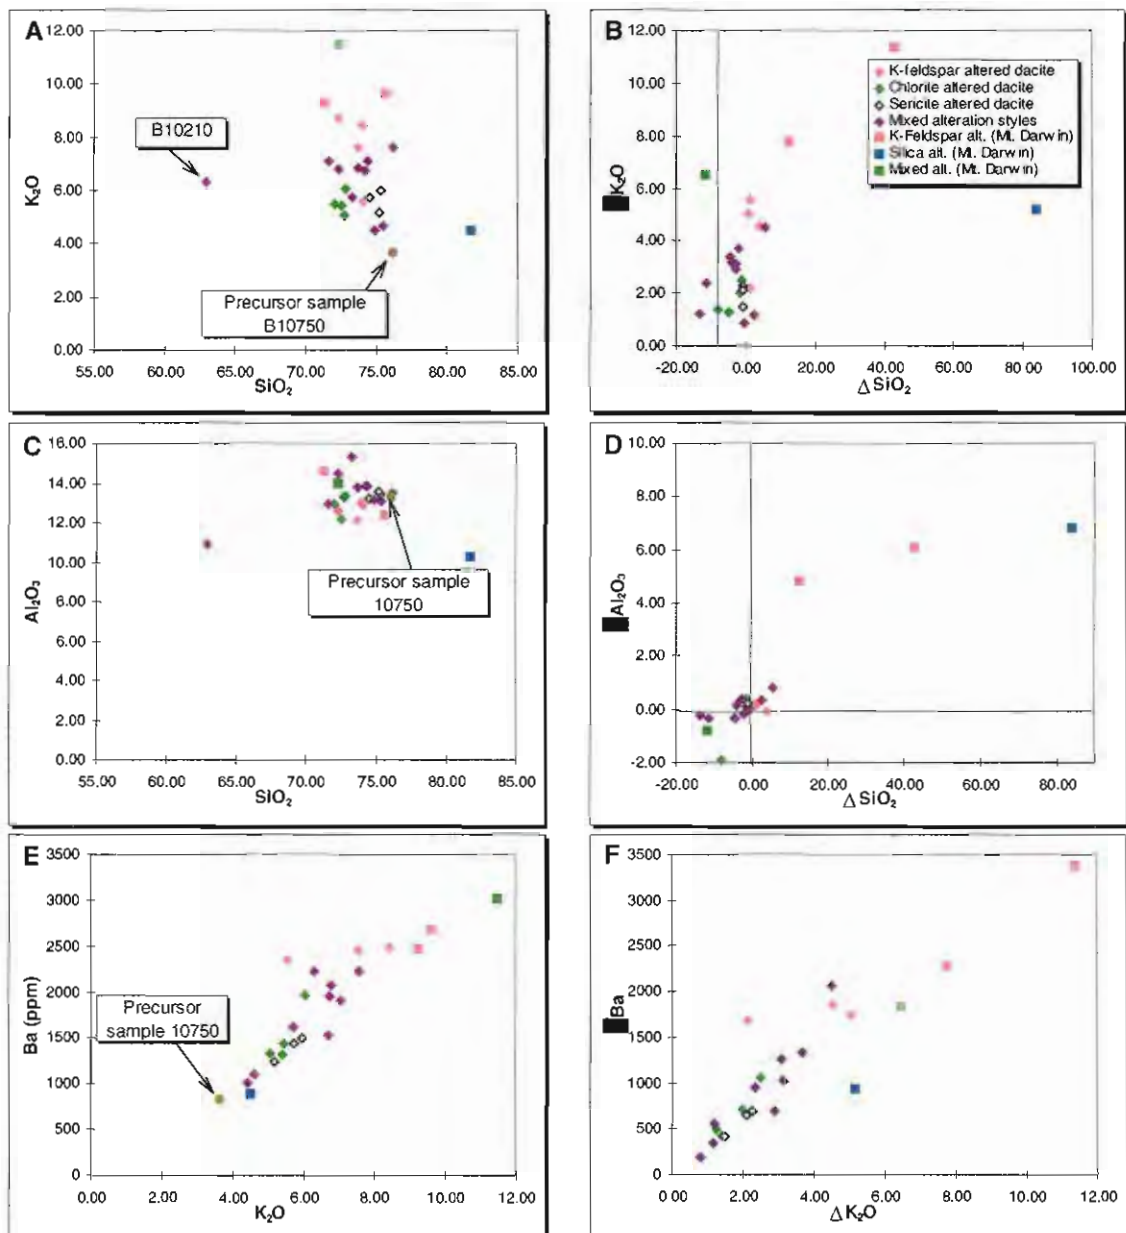 A
12.00
10.00
8.00
6.00
4.00
2.00
0.00
K₂O
B10210
Precursor sample
B10750
55.00 60.00 65.00 70.00 75.00 80.00 85.00
SiO₂
B
12.00
10.00
8.00
6.00
4.00
2.00
0.00
K₂O
K-feldspar altered dacite
Chlorite altered dacite
Sericite altered dacite
Mixed alteration styles
K-Feldspar alt. (Mt. Darwin)
Silica alt. (Mt. Darwin)
Mixed alt. (Mt. Darwin)
-20.00 0.00 20.00 40.00 60.00 80.00 100.00
Δ SiO₂
C
16.00
14.00
12.00
10.00
8.00
6.00
4.00
2.00
0.00
Al₂O₃
Precursor sample
10750
55.00 60.00 65.00 70.00 75.00 80.00 85.00
SiO₂
D
10.00
8.00
6.00
4.00
2.00
0.00
-2.00
Al₂O₃
-20.00 0.00 20.00 40.00 60.00 80.00
Δ SiO₂
E
3500
3000
2500
2000
1500
1000
500
0
Ba (ppm)
Precursor
sample 10750
0.00 2.00 4.00 6.00 8.00 10.00 12.00
K₂O
F
3500
3000
2500
2000
1500
1000
500
0
Ba
0.00 2.00 4.00 6.00 8.00 10.00 12.00
Δ K₂O